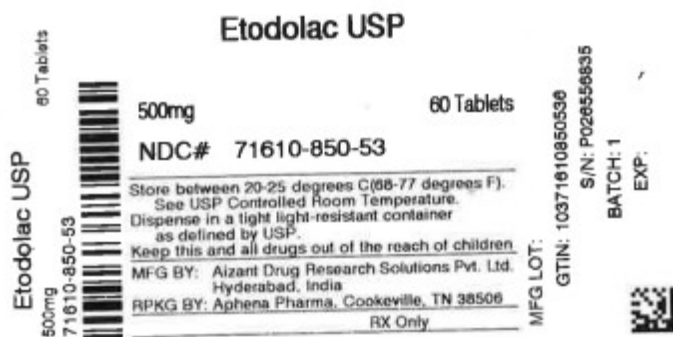 Etodolac USP
500mg 60 Tablets
NDC# 71610-850-53
Store between 20-25 degrees C(68-77 degrees F).
See USP Controlled Room Temperature.
Dispense in a tight light-resistant container
as defined by USP.
Keep this and all drugs out of the reach of children
MFG BY: Aizant Drug Research Solutions Pvt. Ltd.
Hyderabad, India
RPKG BY: Aphena Pharma, Cookeville, TN 38506
RX Only
Etodolac USP
500mg 60 Tablets
71610-850-53
MFG LOT:
GTIN: 10371610850536
S/N: P026556835
BATCH: 1
EXP: